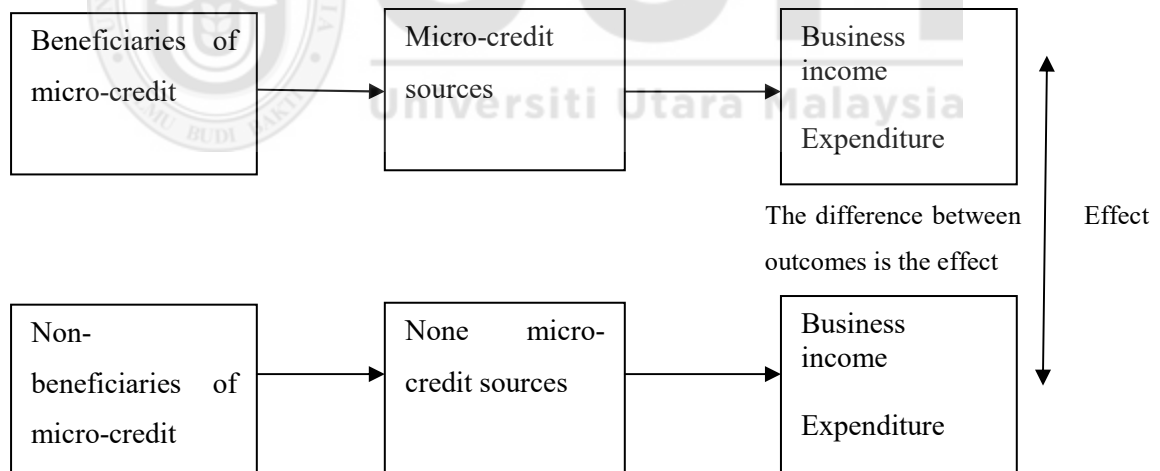 Beneficiaries of
micro-credit
Micro-credit
sources
Business
income
Expenditure
Universiti Utara Malaysia
BUDI
The difference between
outcomes is the effect
Effect
Non-
beneficiaries of
micro-credit
None micro-
credit sources
Business
income
Expenditure